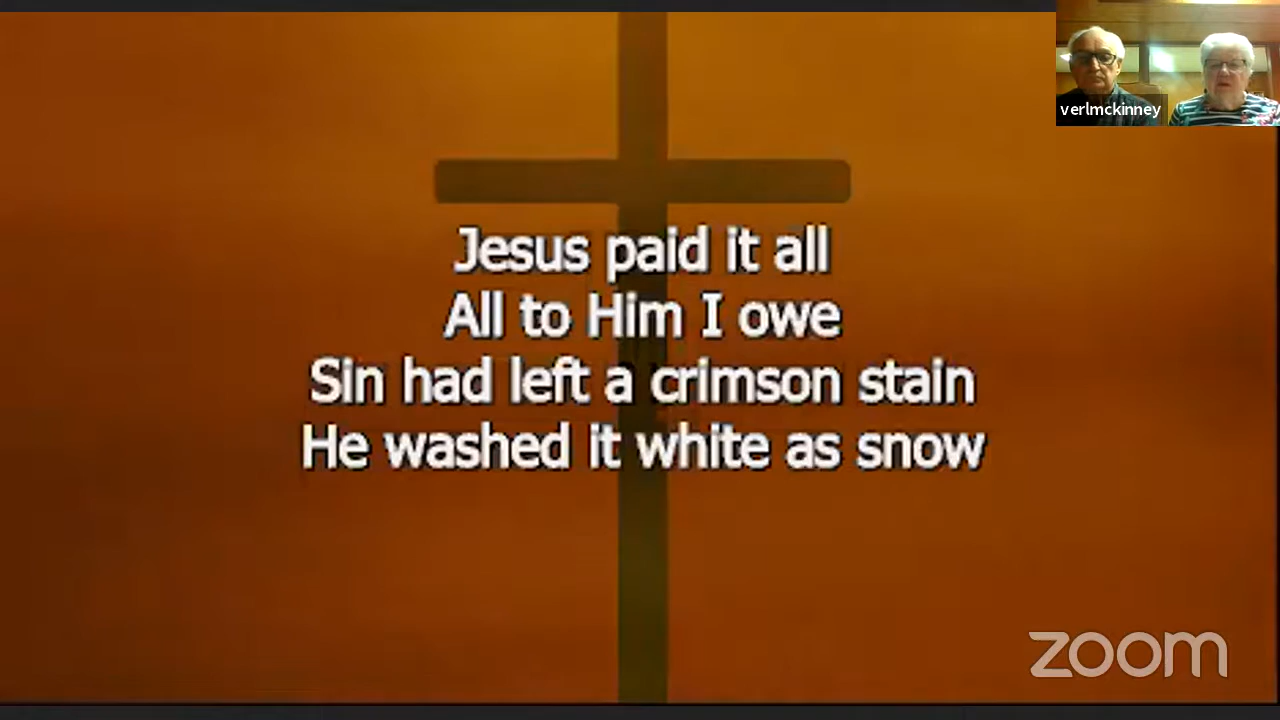 verlmckinney
Jesus paid it all
All to Him I owe
Sin had left a crimson stain
He washed it white as snow
zoom